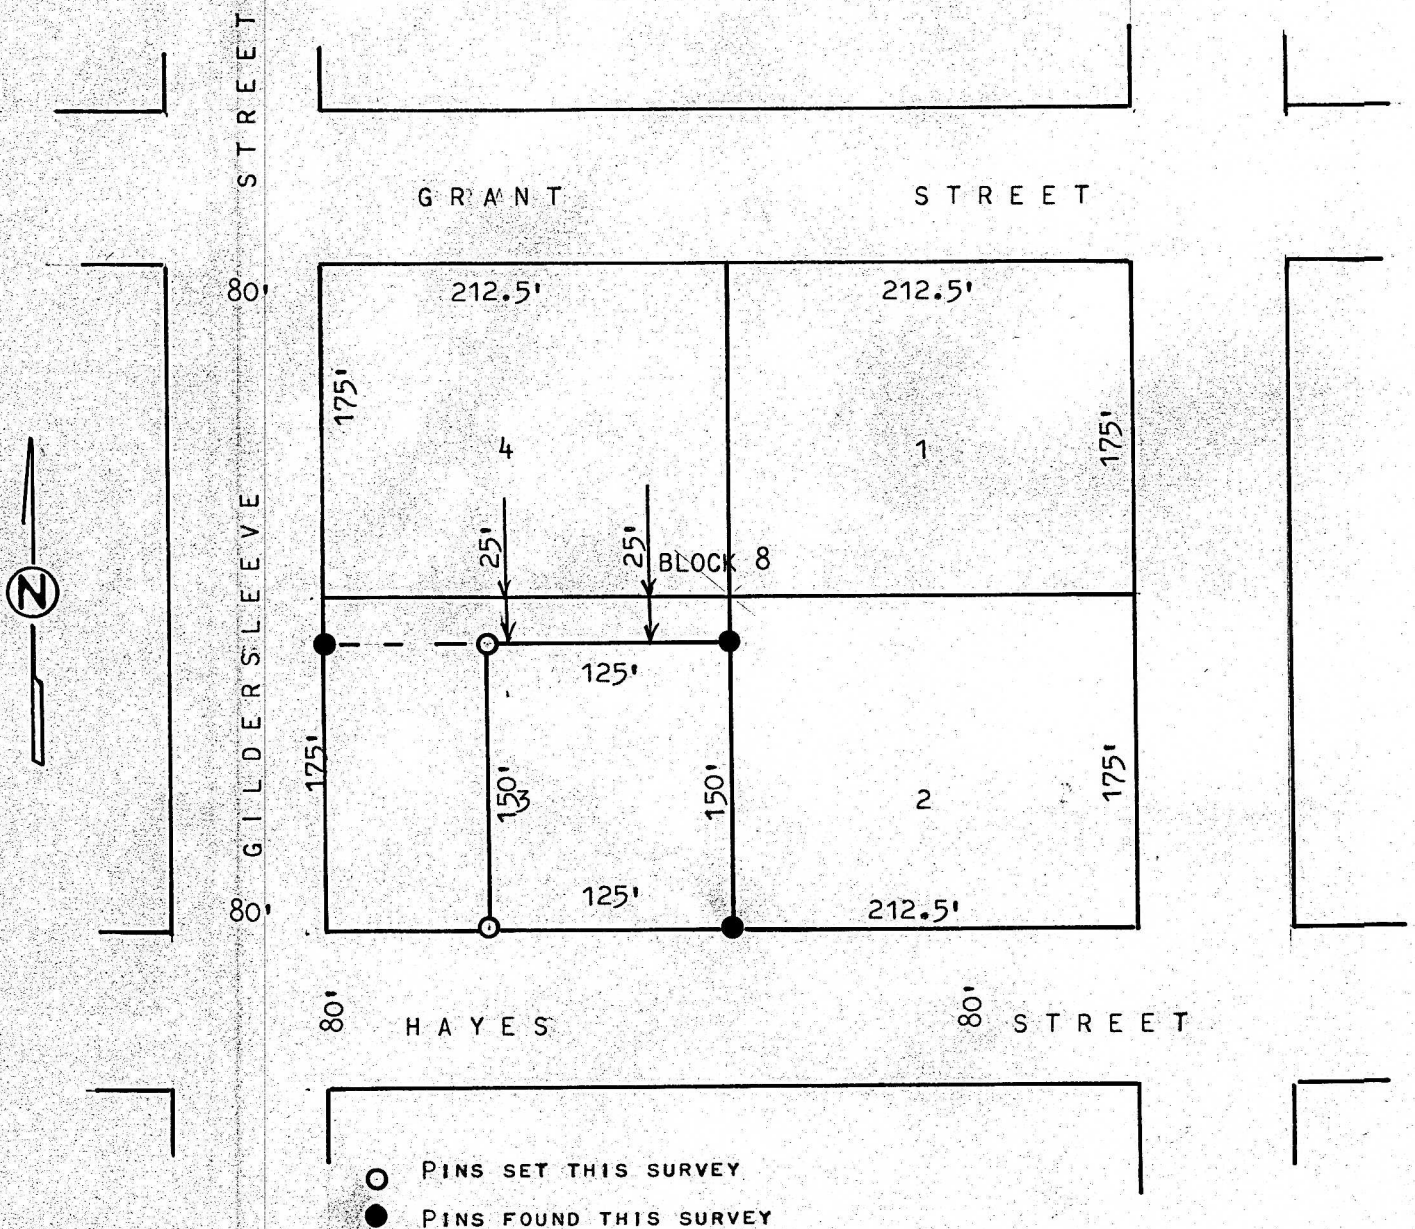 GILDERSLEEVE STREET
GRANT STREET
80'
212.5'
212.5'
175'
175'
4
1
25'
25'
BLOCK 8
N
125'
175'
150'
3
150'
2
175'
125'
80'
212.5'
80'
HAYES
80'
STREET
PINS SET THIS SURVEY
PINS FOUND THIS SURVEY